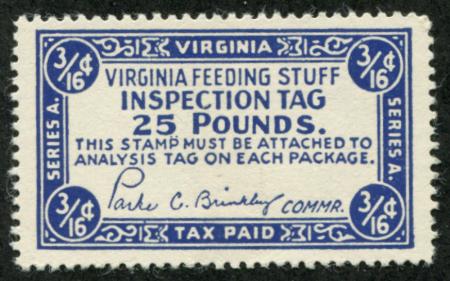 3/16¢ VIRGINIA 3/16¢
VIRGINIA FEEDING STUFF
INSPECTION TAG
25 POUNDS.
THIS STAMP MUST BE ATTACHED TO
ANALYSIS TAG ON EACH PACKAGE.
SERIES A.
SERIES A.
Parke C. Brinkley COMMR.
3/16¢ TAX PAID 3/16¢